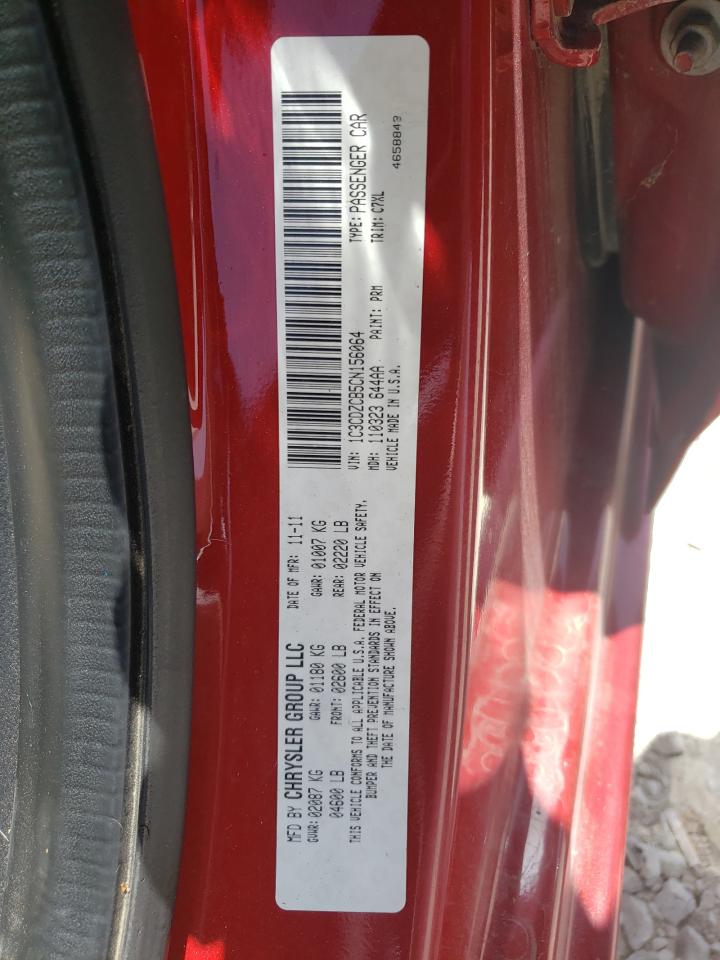 MFD BY CHRYSLER GROUP LLC
DATE OF MFR: 11-11
GVWR: 02087 KG
GAWR: 01180 KG
GAWR: 01007 KG
04600 LB
FRONT: 02600 LB
REAR: 02220 LB
THIS VEHICLE CONFORMS TO ALL APPLICABLE U.S.A. FEDERAL MOTOR VEHICLE SAFETY,
BUMPER AND THEFT PREVENTION STANDARDS IN EFFECT ON
THE DATE OF MANUFACTURE SHOWN ABOVE.
VIN: 1C3CDZCB5CN156064
TYPE: PASSENGER CAR
MDH: 110323 644AA
PAINT: PRM
TRIM: C7XL
VEHICLE MADE IN U.S.A.
4658849